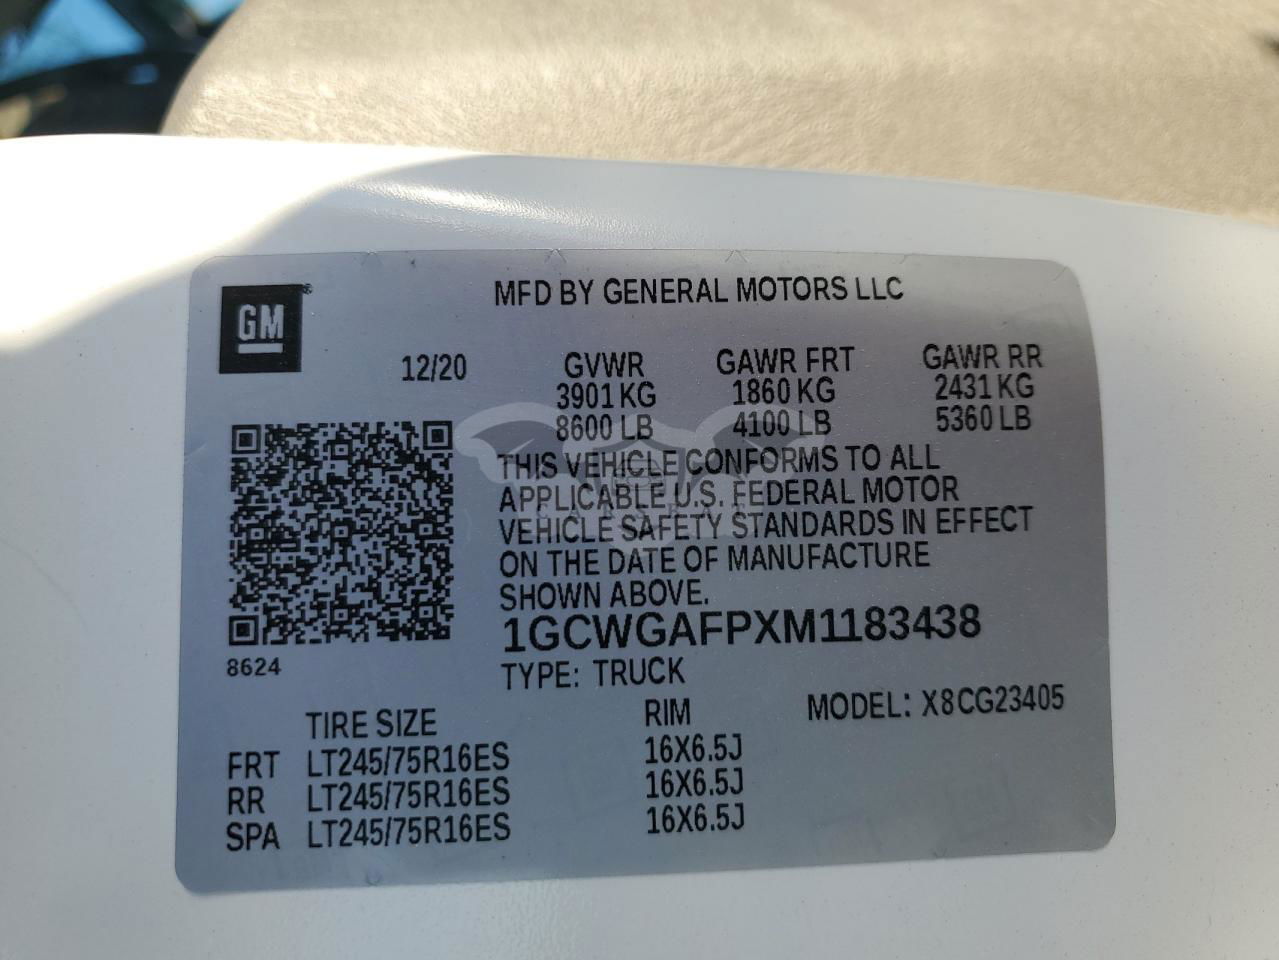 MFD BY GENERAL MOTORS LLC
GM
12/20 GVWR GAWR FRT GAWR RR
3901 KG 1860 KG 2431 KG
8600 LB 4100 LB 5360 LB
THIS VEHICLE CONFORMS TO ALL
APPLICABLE U.S. FEDERAL MOTOR
VEHICLE SAFETY STANDARDS IN EFFECT
ON THE DATE OF MANUFACTURE
SHOWN ABOVE.
1GCWGAFPXM1183438
8624
TYPE: TRUCK
MODEL: X8CG23405
TIRE SIZE RIM
FRT LT245/75R16ES 16X6.5J
RR LT245/75R16ES 16X6.5J
SPA LT245/75R16ES 16X6.5J